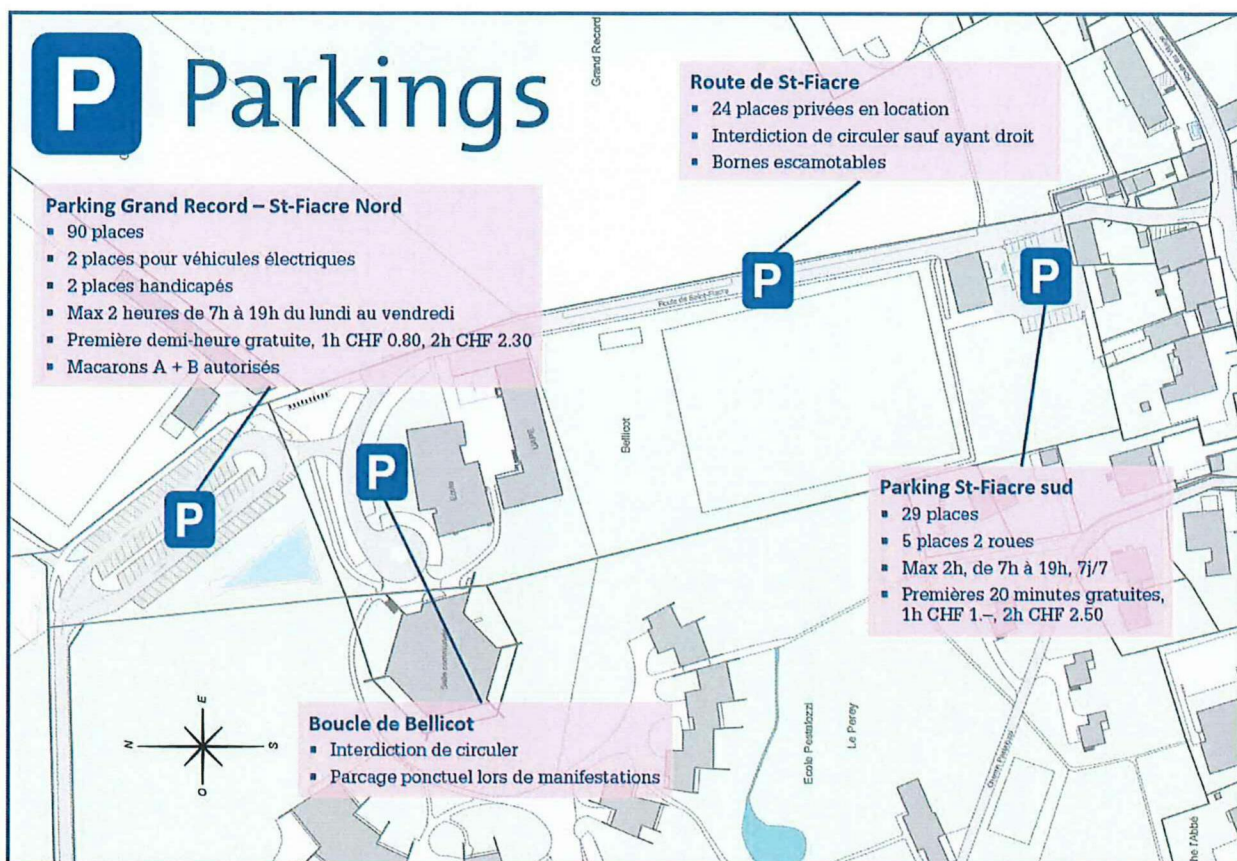 P Parkings
Grand Record
Route de St-Fiacre
▪ 24 places privées en location
▪ Interdiction de circuler sauf ayant droit
▪ Bornes escamotables
Parking Grand Record – St-Fiacre Nord
▪ 90 places
▪ 2 places pour véhicules électriques
▪ 2 places handicapés
▪ Max 2 heures de 7h à 19h du lundi au vendredi
▪ Première demi-heure gratuite, 1h CHF 0.80, 2h CHF 2.30
▪ Macarons A + B autorisés
P
P
Route de Saint-Fiacre
Bellicot
UAPE
Ecole
P
P
Parking St-Fiacre sud
▪ 29 places
▪ 5 places 2 roues
▪ Max 2h, de 7h à 19h, 7j/7
▪ Premières 20 minutes gratuites,
1h CHF 1.–, 2h CHF 2.50
Salle communale
Boucle de Bellicot
▪ Interdiction de circuler
▪ Parcage ponctuel lors de manifestations
N
E
S
O
Ecole Pestalozzi
Le Perey